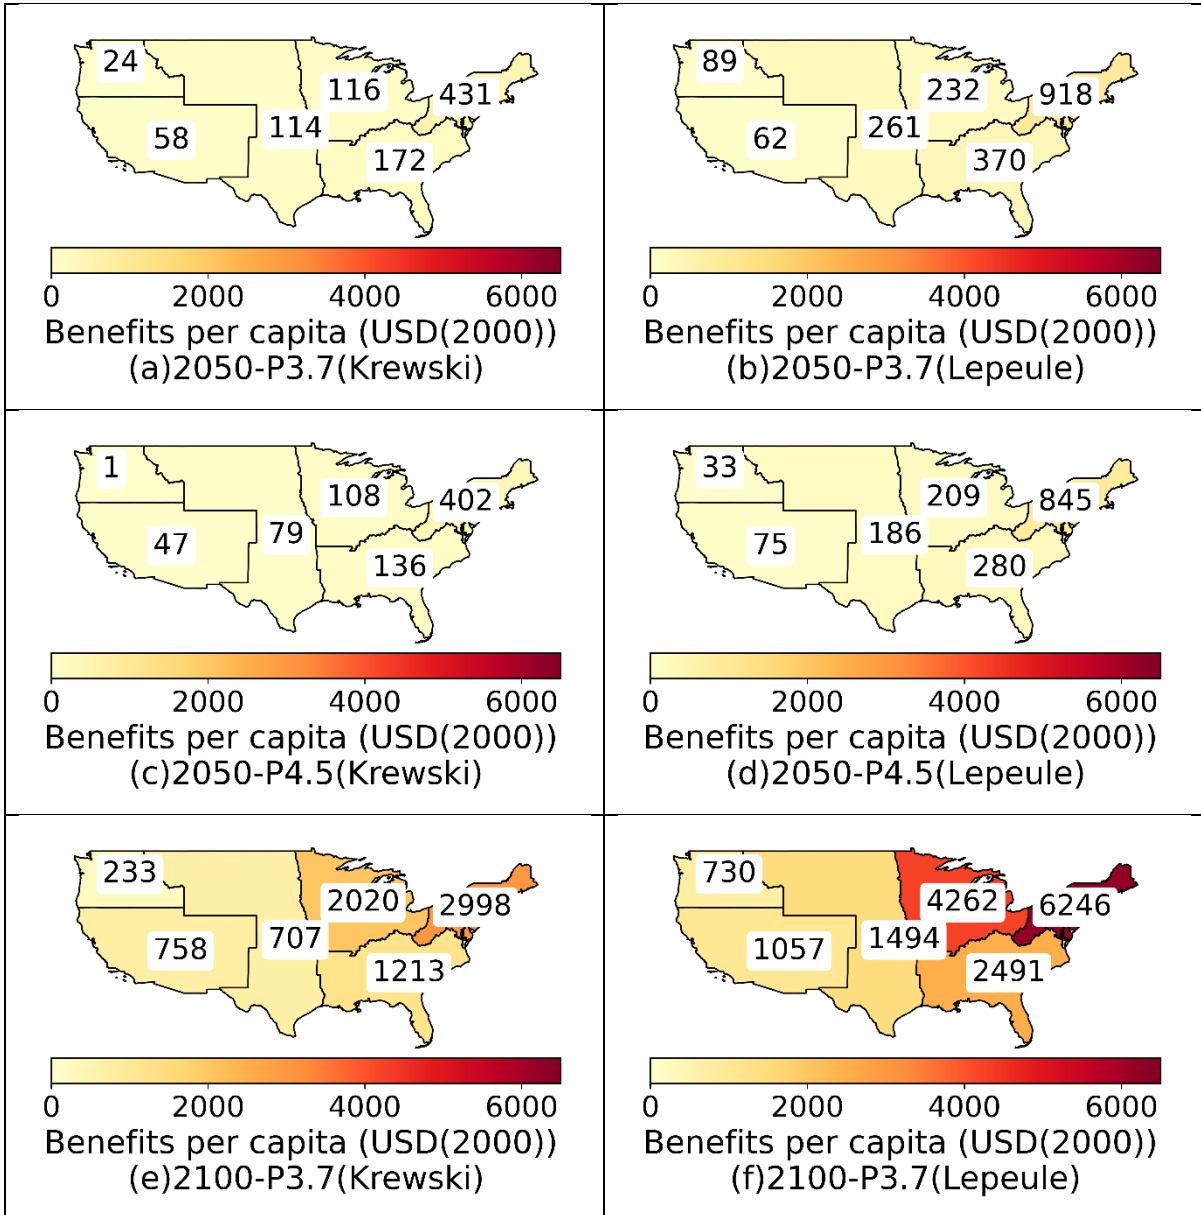 24
116
431
58
114
172
0 2000 4000 6000
Benefits per capita (USD(2000))
(a)2050-P3.7(Krewski)
89
232
918
62
261
370
0 2000 4000 6000
Benefits per capita (USD(2000))
(b)2050-P3.7(Lepeule)
1
108
402
47
79
136
0 2000 4000 6000
Benefits per capita (USD(2000))
(c)2050-P4.5(Krewski)
33
209
845
75
186
280
0 2000 4000 6000
Benefits per capita (USD(2000))
(d)2050-P4.5(Lepeule)
233
2020
2998
758
707
1213
0 2000 4000 6000
Benefits per capita (USD(2000))
(e)2100-P3.7(Krewski)
730
4262
6246
1057
1494
2491
0 2000 4000 6000
Benefits per capita (USD(2000))
(f)2100-P3.7(Lepeule)